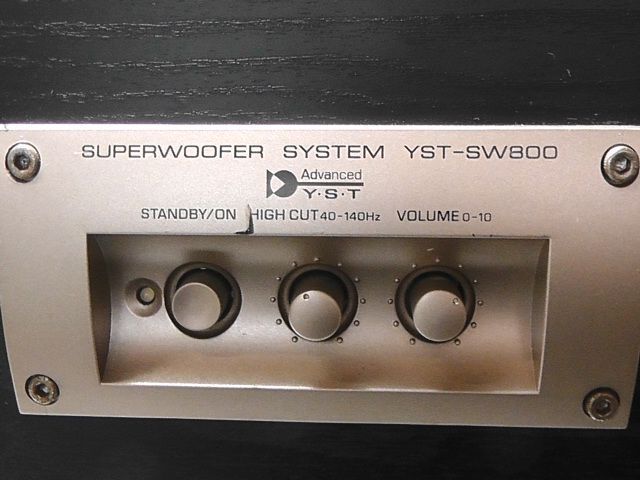 SUPERWOOFER SYSTEM YST-SW800
Advanced
Y·S·T
STANDBY/ON HIGH CUT 40-140Hz VOLUME 0-10